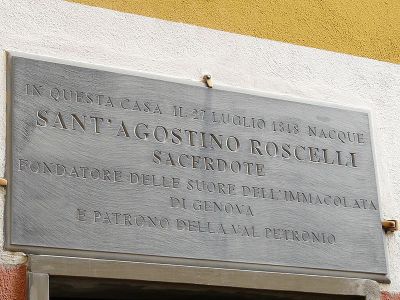 IN QUESTA CASA IL 27 LUGLIO 1818 NACQUE
SANT'AGOSTINO ROSCELLI
SACERDOTE
FONDATORE DELLE SUORE DELL'IMMACOLATA
DI GENOVA
E PATRONO DELLA VAL PETRONIO